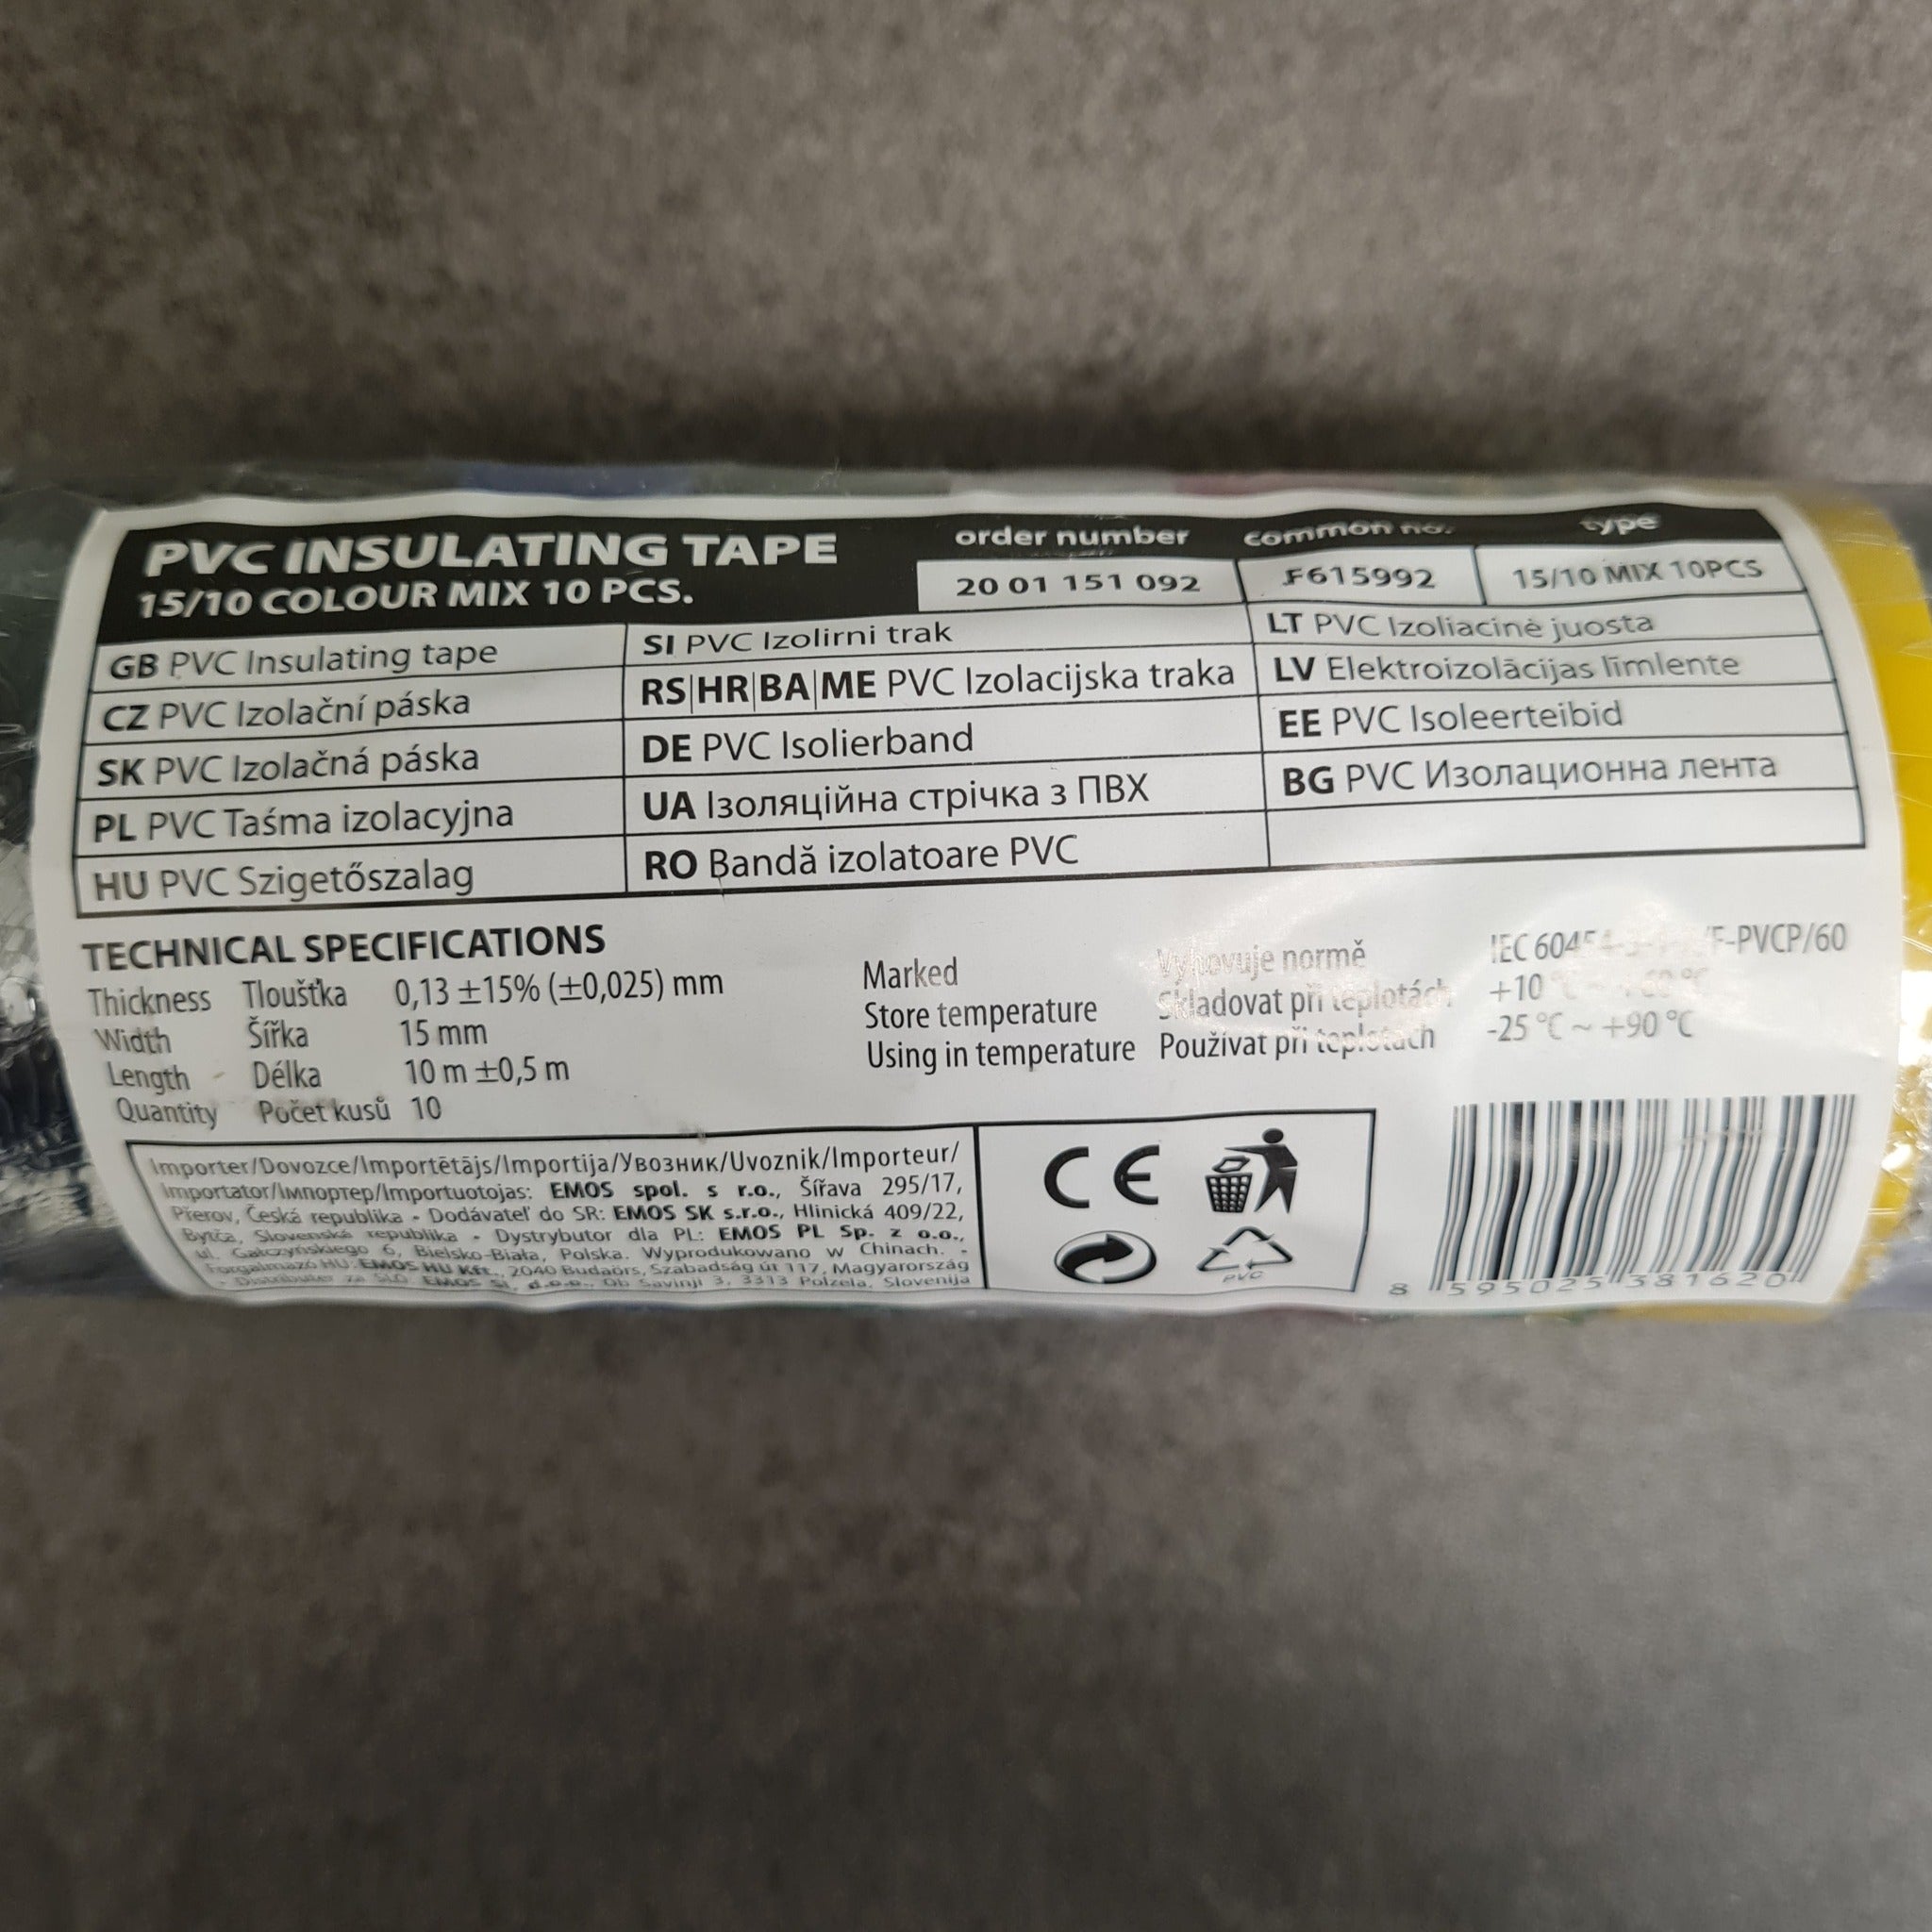 PVC INSULATING TAPE
15/10 COLOUR MIX 10 PCS.
order number common no. type
20 01 151 092 F615992 15/10 MIX 10PCS
GB PVC Insulating tape
CZ PVC Izolační páska
SK PVC Izolačná páska
PL PVC Taśma izolacyjna
HU PVC Szigetőszalag
SI PVC Izolirni trak
RS|HR|BA|ME PVC Izolacijska traka
DE PVC Isolierband
UA Ізоляційна стрічка з ПВХ
RO Bandă izolatoare PVC
LT PVC Izoliacinė juosta
LV Elektroizolācijas līmlente
EE PVC Isoleerteibid
BG PVC Изолационна лента
TECHNICAL SPECIFICATIONS
Thickness Tloušťka 0,13 ±15% (±0,025) mm
Width Šířka 15 mm
Length Délka 10 m ±0,5 m
Quantity Počet kusů 10
Marked Vyhovuje normě IEC
Store temperature Skladovat při teplotách +10
Using in temperature Používat při teplotách -25 °C ~ +90 °C
Importer/Dovozce/Importētājs/Importija/Увозник/Uvoznik/Importeur/
Importator/Імпортер/Importuotojas: EMOS spol. s r.o., Šířava 295/17,
Přerov, Česká republika • Dodávateľ do SR: EMOS SK s.r.o., Hlinická 409/22,
Bytča, Slovenská republika • Dystrybutor dla PL: EMOS PL Sp. z o.o.,
ul. Gałczyńskiego 6, Bielsko-Biała, Polska. Wyprodukowano w Chinach. •
Forgalmazó HU: EMOS HU Kft., 2040 Budaörs, Szabadság út 117, Magyarország
• Distributer za SLO: EMOS SI, d.o.o., Ob Savinji 3, 3313 Polzela, Slovenija
CE
PVC
8 595025 381620